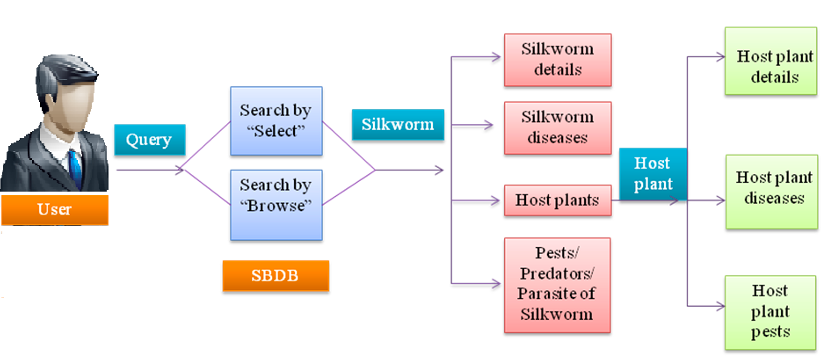 User
Query
Search by
“Select”
Search by
“Browse”
SBDB
Silkworm
Silkworm
details
Silkworm
diseases
Host plants
Pests/
Predators/
Parasite of
Silkworm
Host
plant
Host plant
details
Host plant
diseases
Host
plant
pests